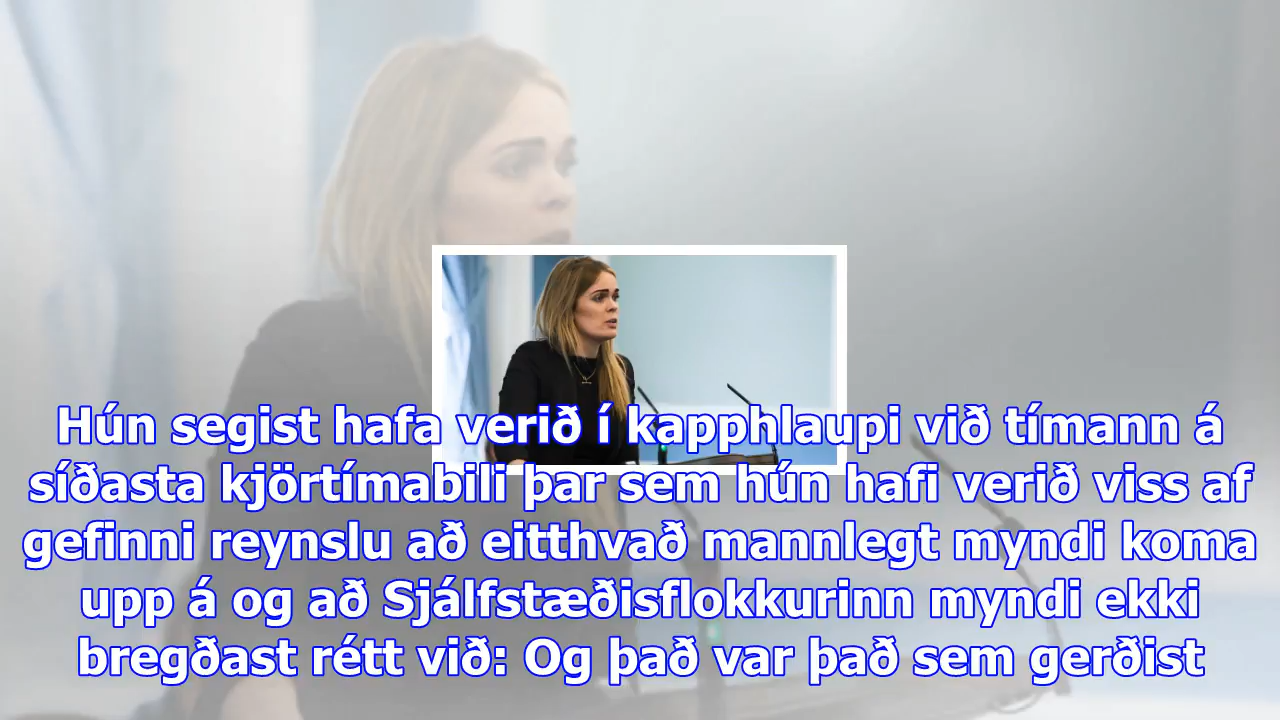 Hún segist hafa verið í kapphlaupi við tímann á
síðasta kjörtímabili þar sem hún hafi verið viss af
gefinni reynslu að eitthvað mannlegt myndi koma
upp á og að Sjálfstæðisflokkurinn myndi ekki
bregðast rétt við: Og það var það sem gerðist